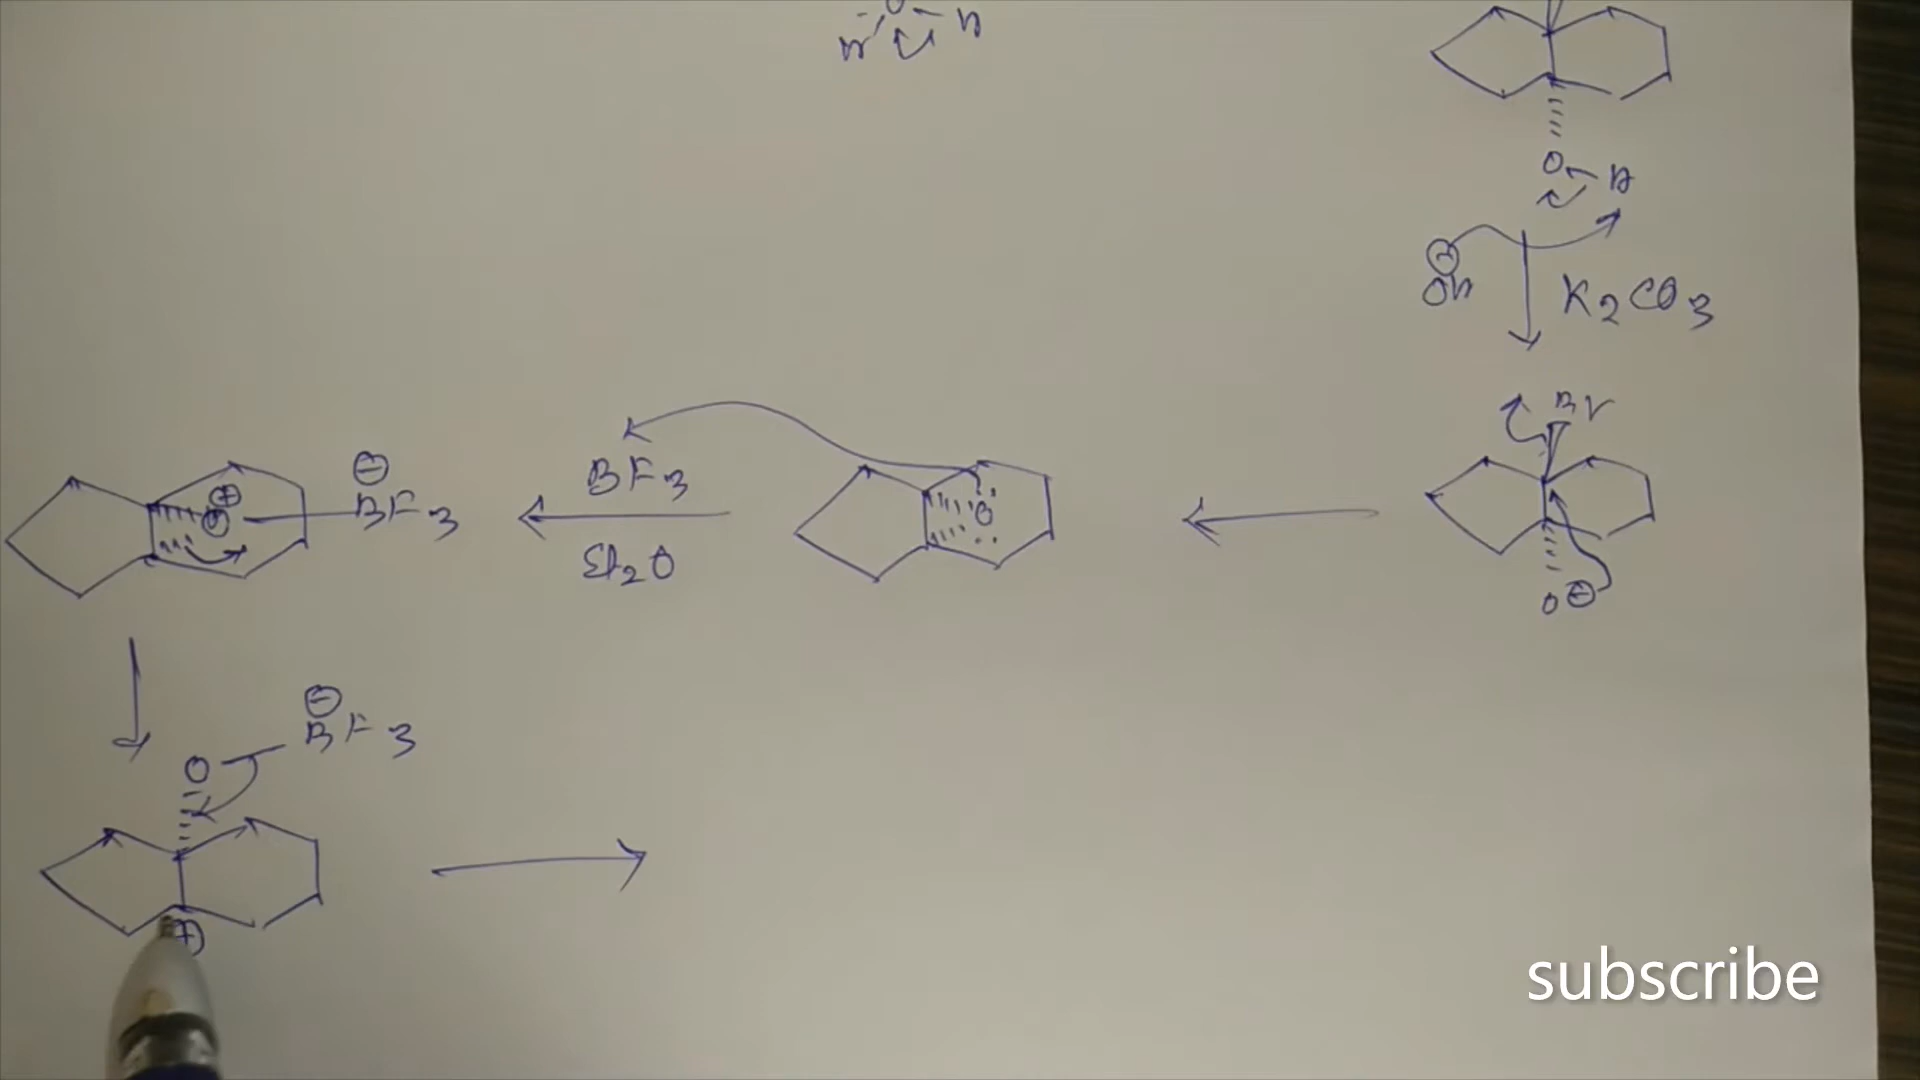 O H
H
O H
⊖
OH K2CO3
Br
O ⊖
BF3
Et2O
O
⊖
⊕
O BF3
⊖
O BF3
⊕
subscribe